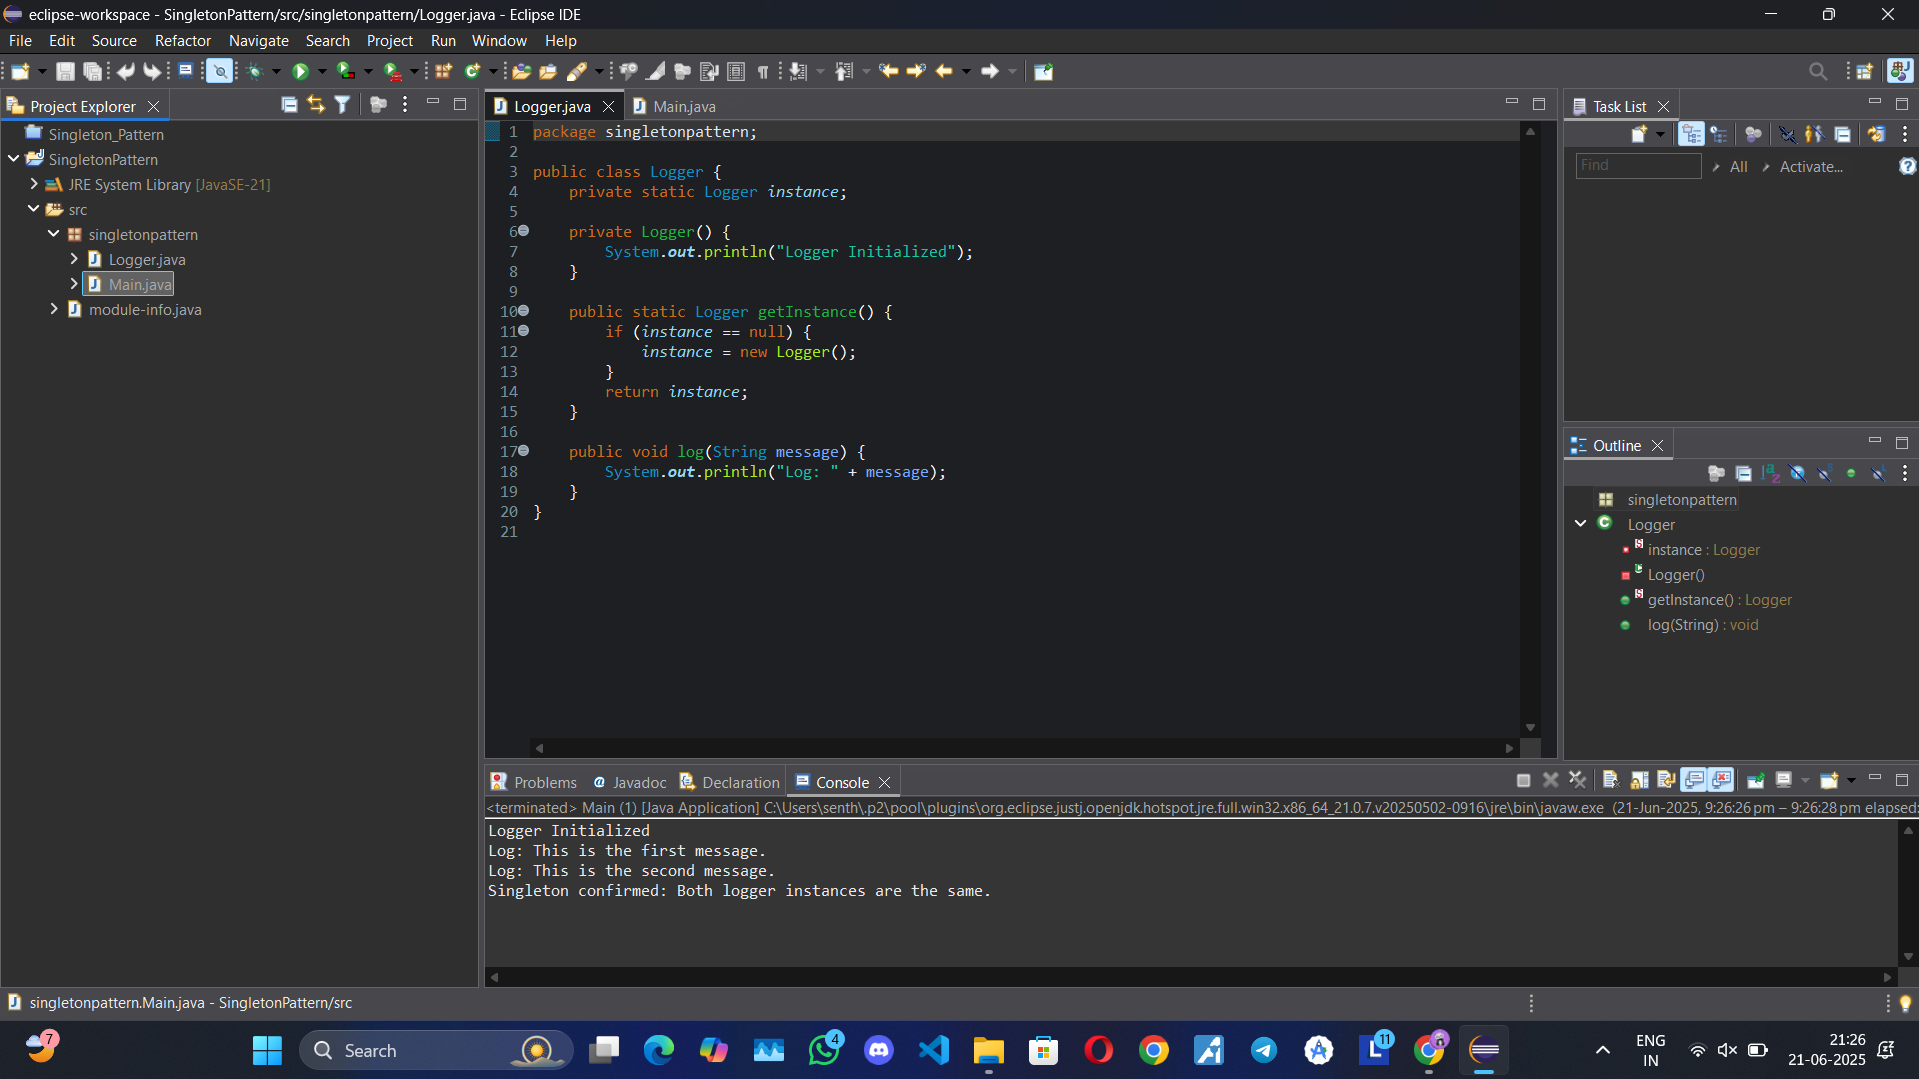 eclipse-workspace - SingletonPattern/src/singletonpattern/Logger.java - Eclipse IDE
File Edit Source Refactor Navigate Search Project Run Window Help
Project Explorer
Singleton_Pattern
SingletonPattern
JRE System Library [JavaSE-21]
src
singletonpattern
Logger.java
Main.java
module-info.java
Logger.java Main.java
1 package singletonpattern;
2
3 public class Logger {
4     private static Logger instance;
5
6     private Logger() {
7         System.out.println("Logger Initialized");
8     }
9
10     public static Logger getInstance() {
11         if (instance == null) {
12             instance = new Logger();
13         }
14         return instance;
15     }
16
17     public void log(String message) {
18         System.out.println("Log: " + message);
19     }
20 }
21
Task List
Find All Activate...
Outline
singletonpattern
Logger
instance : Logger
Logger()
getInstance() : Logger
log(String) : void
Problems Javadoc Declaration Console
<terminated> Main (1) [Java Application] C:\Users\senth\.p2\pool\plugins\org.eclipse.justj.openjdk.hotspot.jre.full.win32.x86_64_21.0.7.v20250502-0916\jre\bin\javaw.exe (21-Jun-2025, 9:26:26 pm – 9:26:28 pm elapsed:
Logger Initialized
Log: This is the first message.
Log: This is the second message.
Singleton confirmed: Both logger instances are the same.
singletonpattern.Main.java - SingletonPattern/src
7
Search
4
11
ENG
IN
21:26
21-06-2025